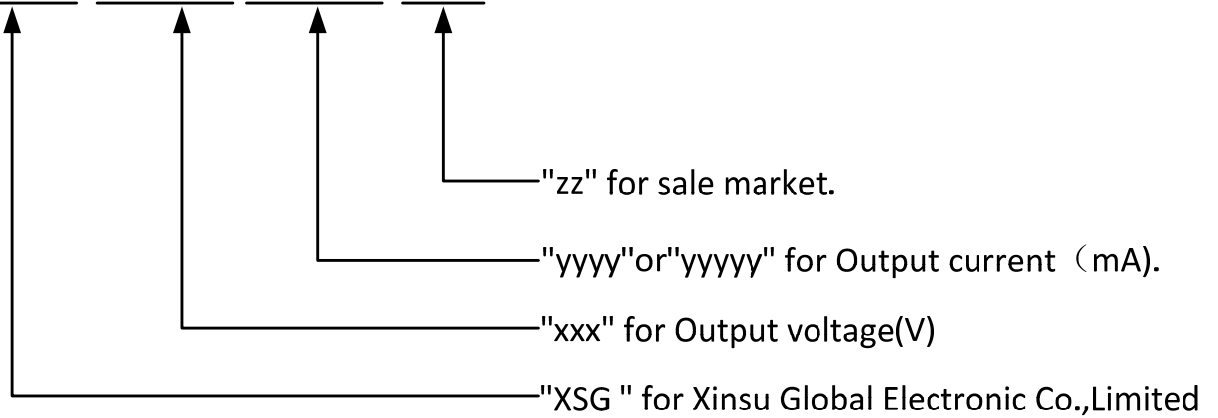 "zz" for sale market.
"yyyy"or"yyyyy" for Output current（mA).
"xxx" for Output voltage(V)
"XSG " for Xinsu Global Electronic Co.,Limited